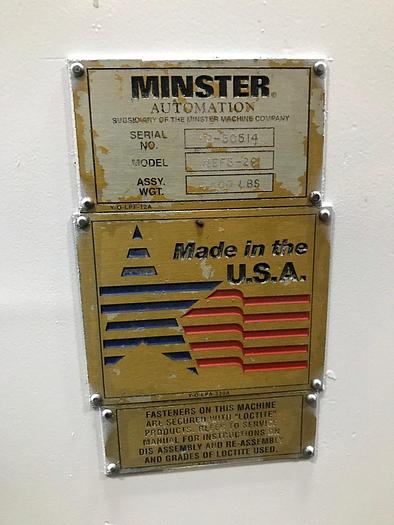 MINSTER®
AUTOMATION
SUBSIDIARY OF THE MINSTER MACHINE COMPANY
SERIAL
NO.
MODEL
ASSY.
WGT. LBS
Y-O-LPF-12A
Made in the
U.S.A.
FASTENERS ON THIS MACHINE
ARE SECURED WITH "LOCTITE"
PRODUCTS. REFER TO SERVICE
MANUAL FOR INSTRUCTIONS ON
DIS ASSEMBLY AND RE-ASSEMBLY
AND GRADES OF LOCTITE USED.